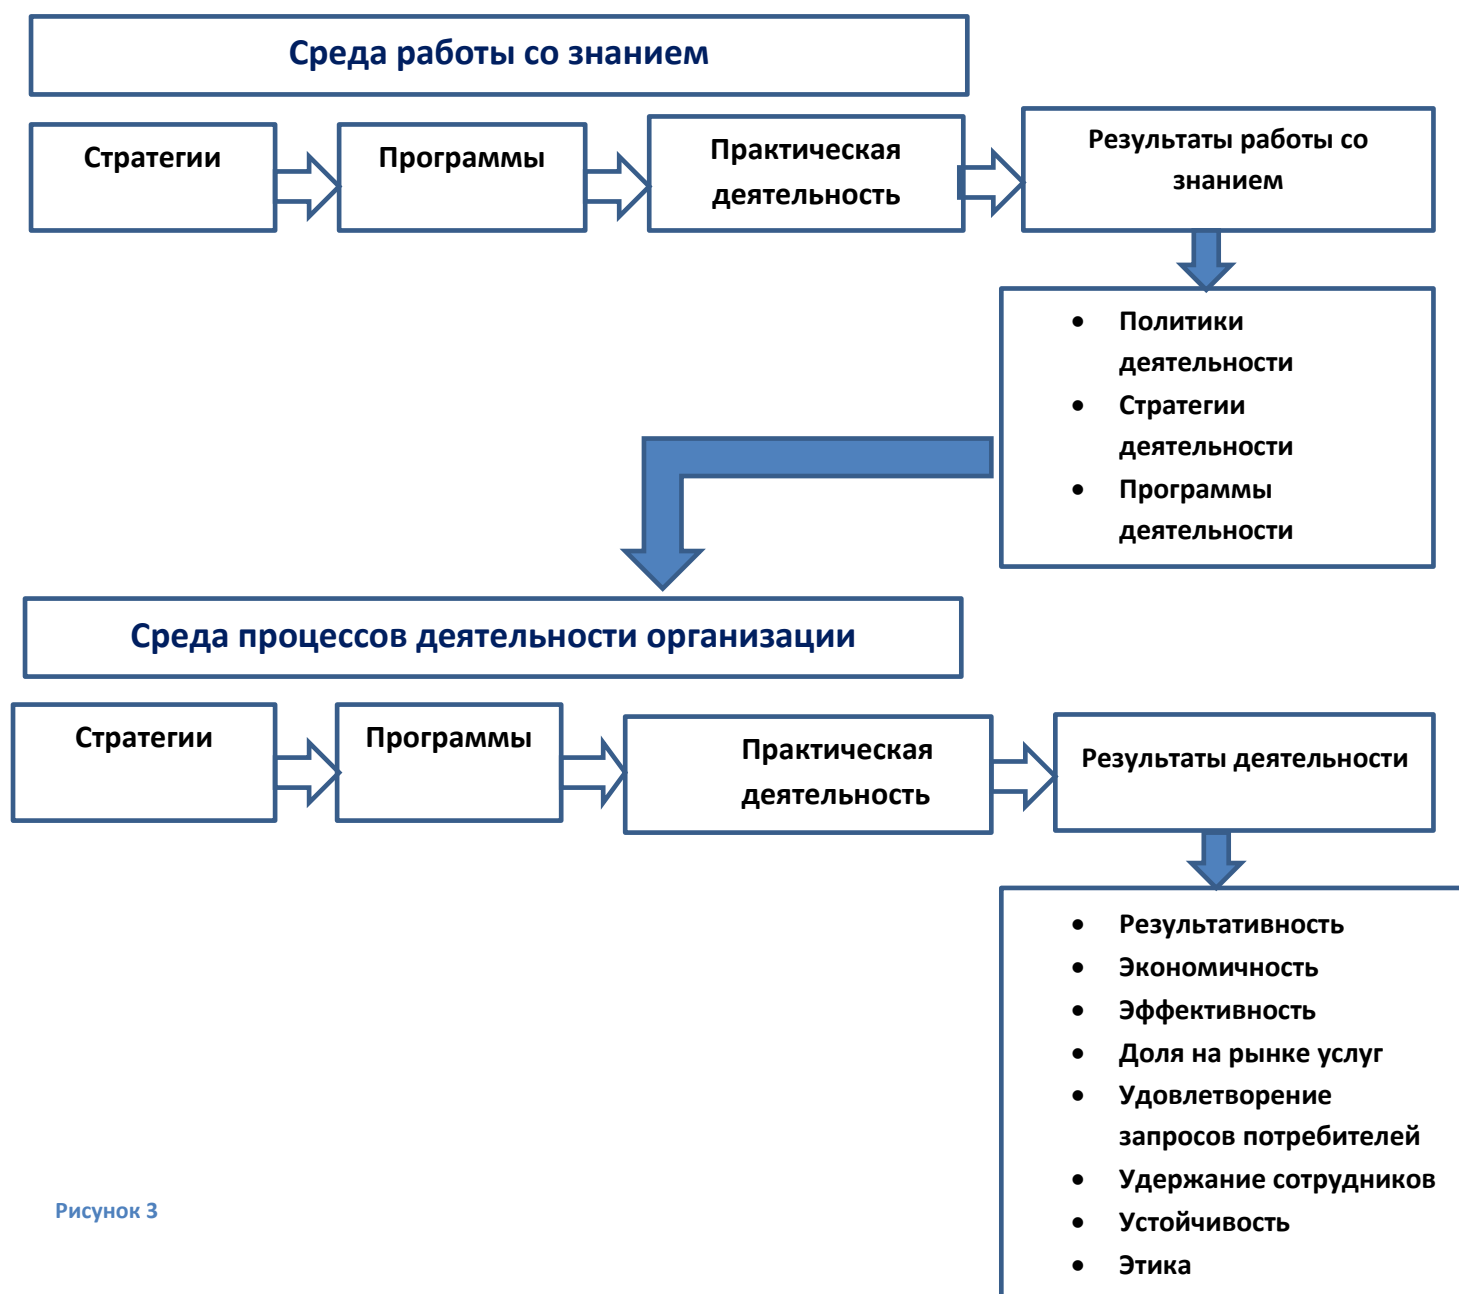 Среда работы со знанием
Стратегии
Программы
Практическая
деятельность
Результаты работы со
знанием
• Политики
деятельности
• Стратегии
деятельности
• Программы
деятельности
Среда процессов деятельности организации
Стратегии
Программы
Практическая
деятельность
Результаты деятельности
• Результативность
• Экономичность
• Эффективность
• Доля на рынке услуг
• Удовлетворение
запросов потребителей
• Удержание сотрудников
• Устойчивость
• Этика
Рисунок 3